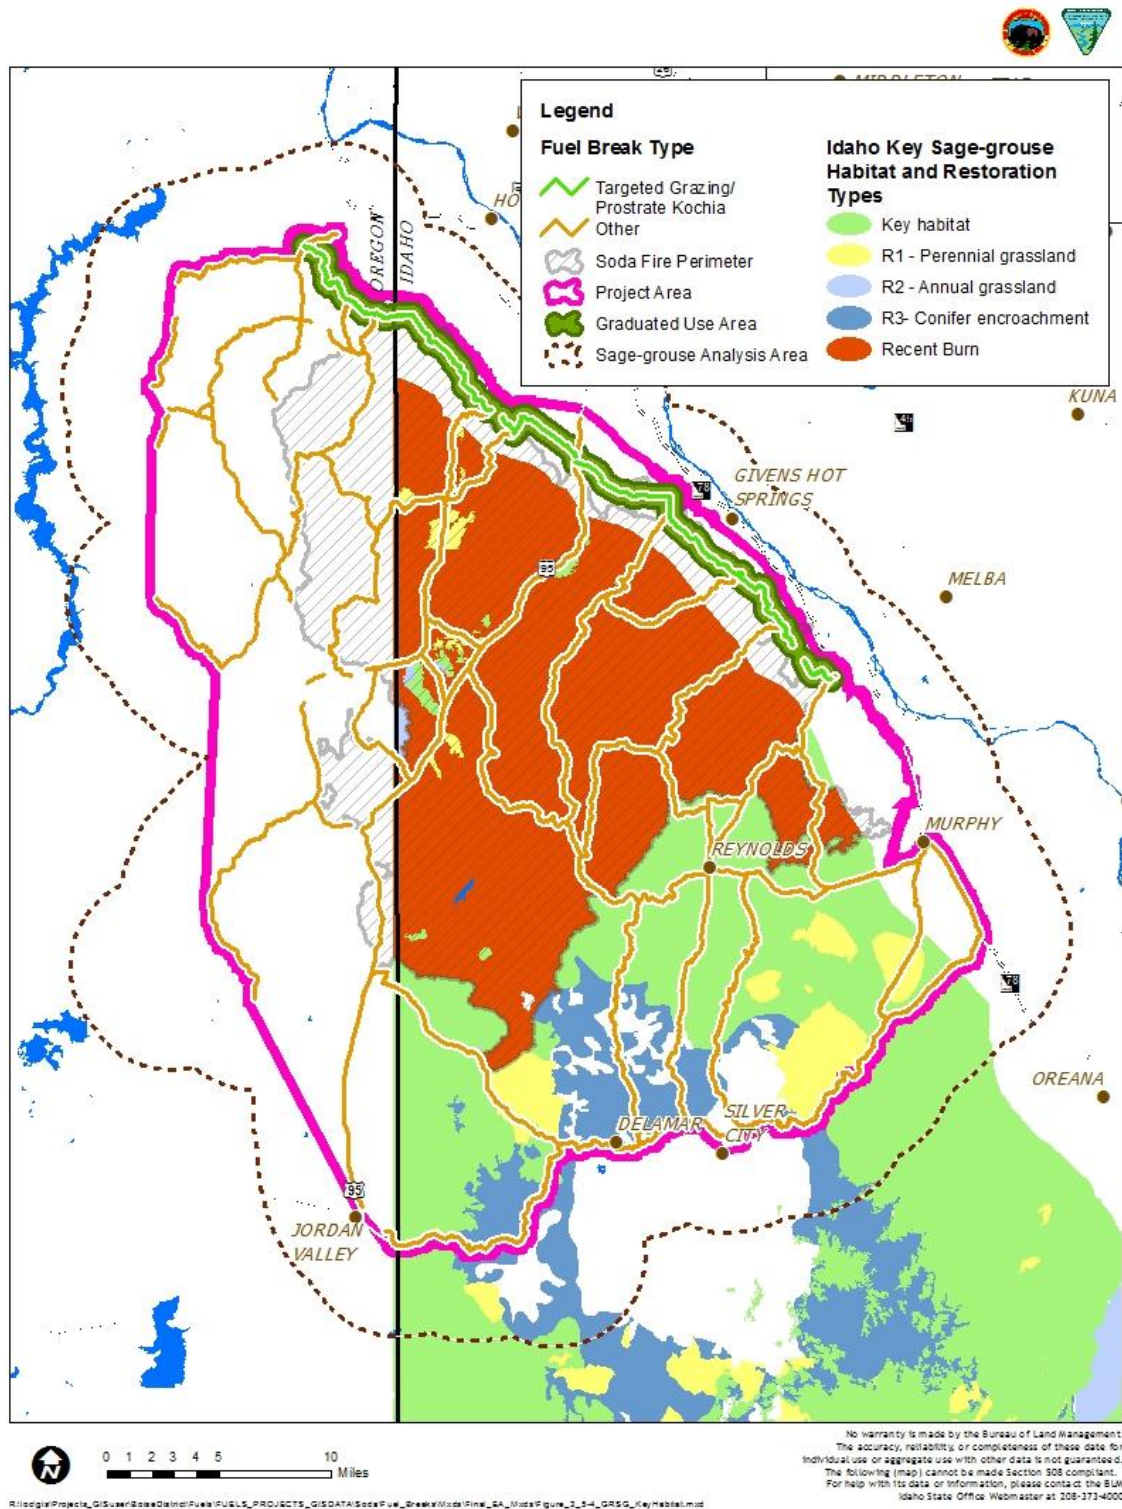 Legend
Fuel Break Type
Targeted Grazing/
Prostrate Kochia
Other
Soda Fire Perimeter
Project Area
Graduated Use Area
Sage-grouse Analysis Area
Idaho Key Sage-grouse
Habitat and Restoration
Types
Key habitat
R1 - Perennial grassland
R2 - Annual grassland
R3- Conifer encroachment
Recent Burn
HO
OREGON
IDAHO
KUNA
45
78
GIVENS HOT
SPRINGS
95
MELBA
MURPHY
REYNOLDS
78
OREANA
DELAMAR
SILVER
CITY
95
JORDAN
VALLEY
N
0 1 2 3 4 5 10
Miles
No warranty is made by the Bureau of Land Management.
The accuracy, reliability, or completeness of these date for
individual use or aggregate use with other data is not guaranteed.
The following (map) cannot be made Section 508 compliant.
For help with its data or information, please contact the BLM
Idaho State Office Webmaster at 208-373-4000